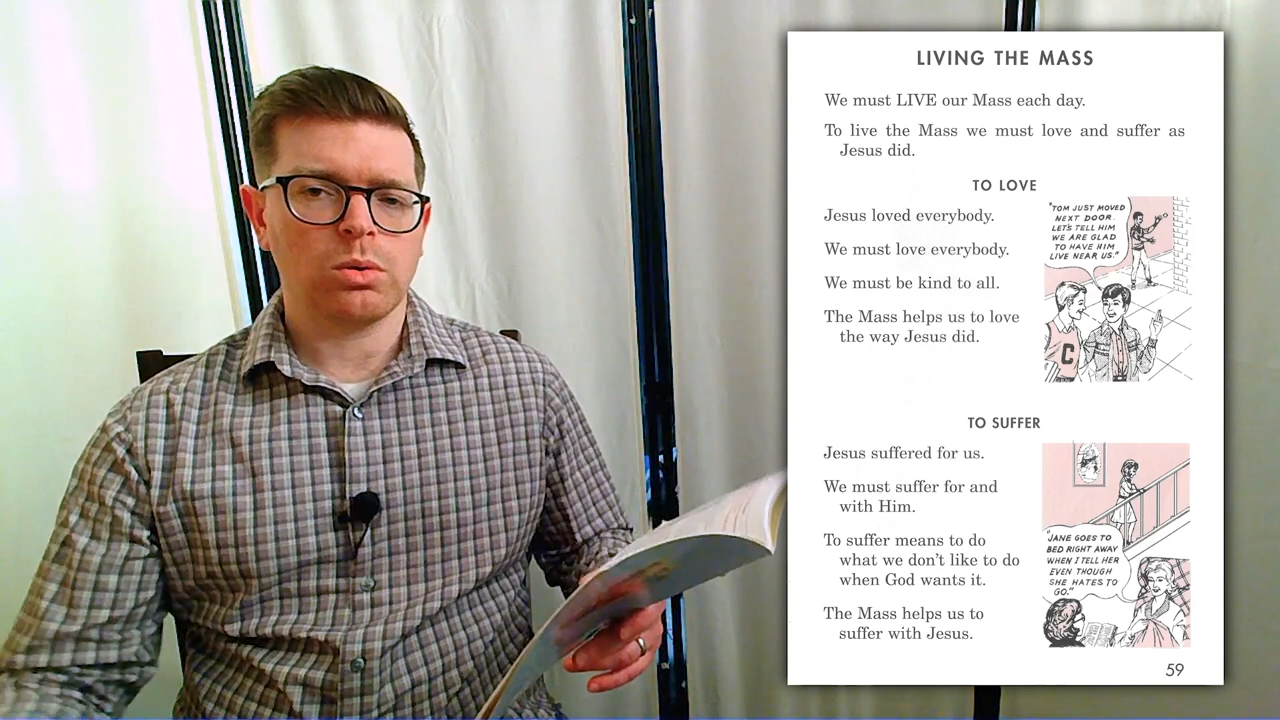 LIVING THE MASS
We must LIVE our Mass each day.
To live the Mass we must love and suffer as
Jesus did.
TO LOVE
Jesus loved everybody.
We must love everybody.
We must be kind to all.
The Mass helps us to love
the way Jesus did.
"TOM JUST MOVED
NEXT DOOR.
LET'S TELL HIM
WE ARE GLAD
TO HAVE HIM
LIVE NEAR US."
C
TO SUFFER
Jesus suffered for us.
We must suffer for and
with Him.
To suffer means to do
what we don't like to do
when God wants it.
The Mass helps us to
suffer with Jesus.
"JANE GOES TO
BED RIGHT AWAY
WHEN I TELL HER
EVEN THOUGH
SHE HATES TO
GO."
59